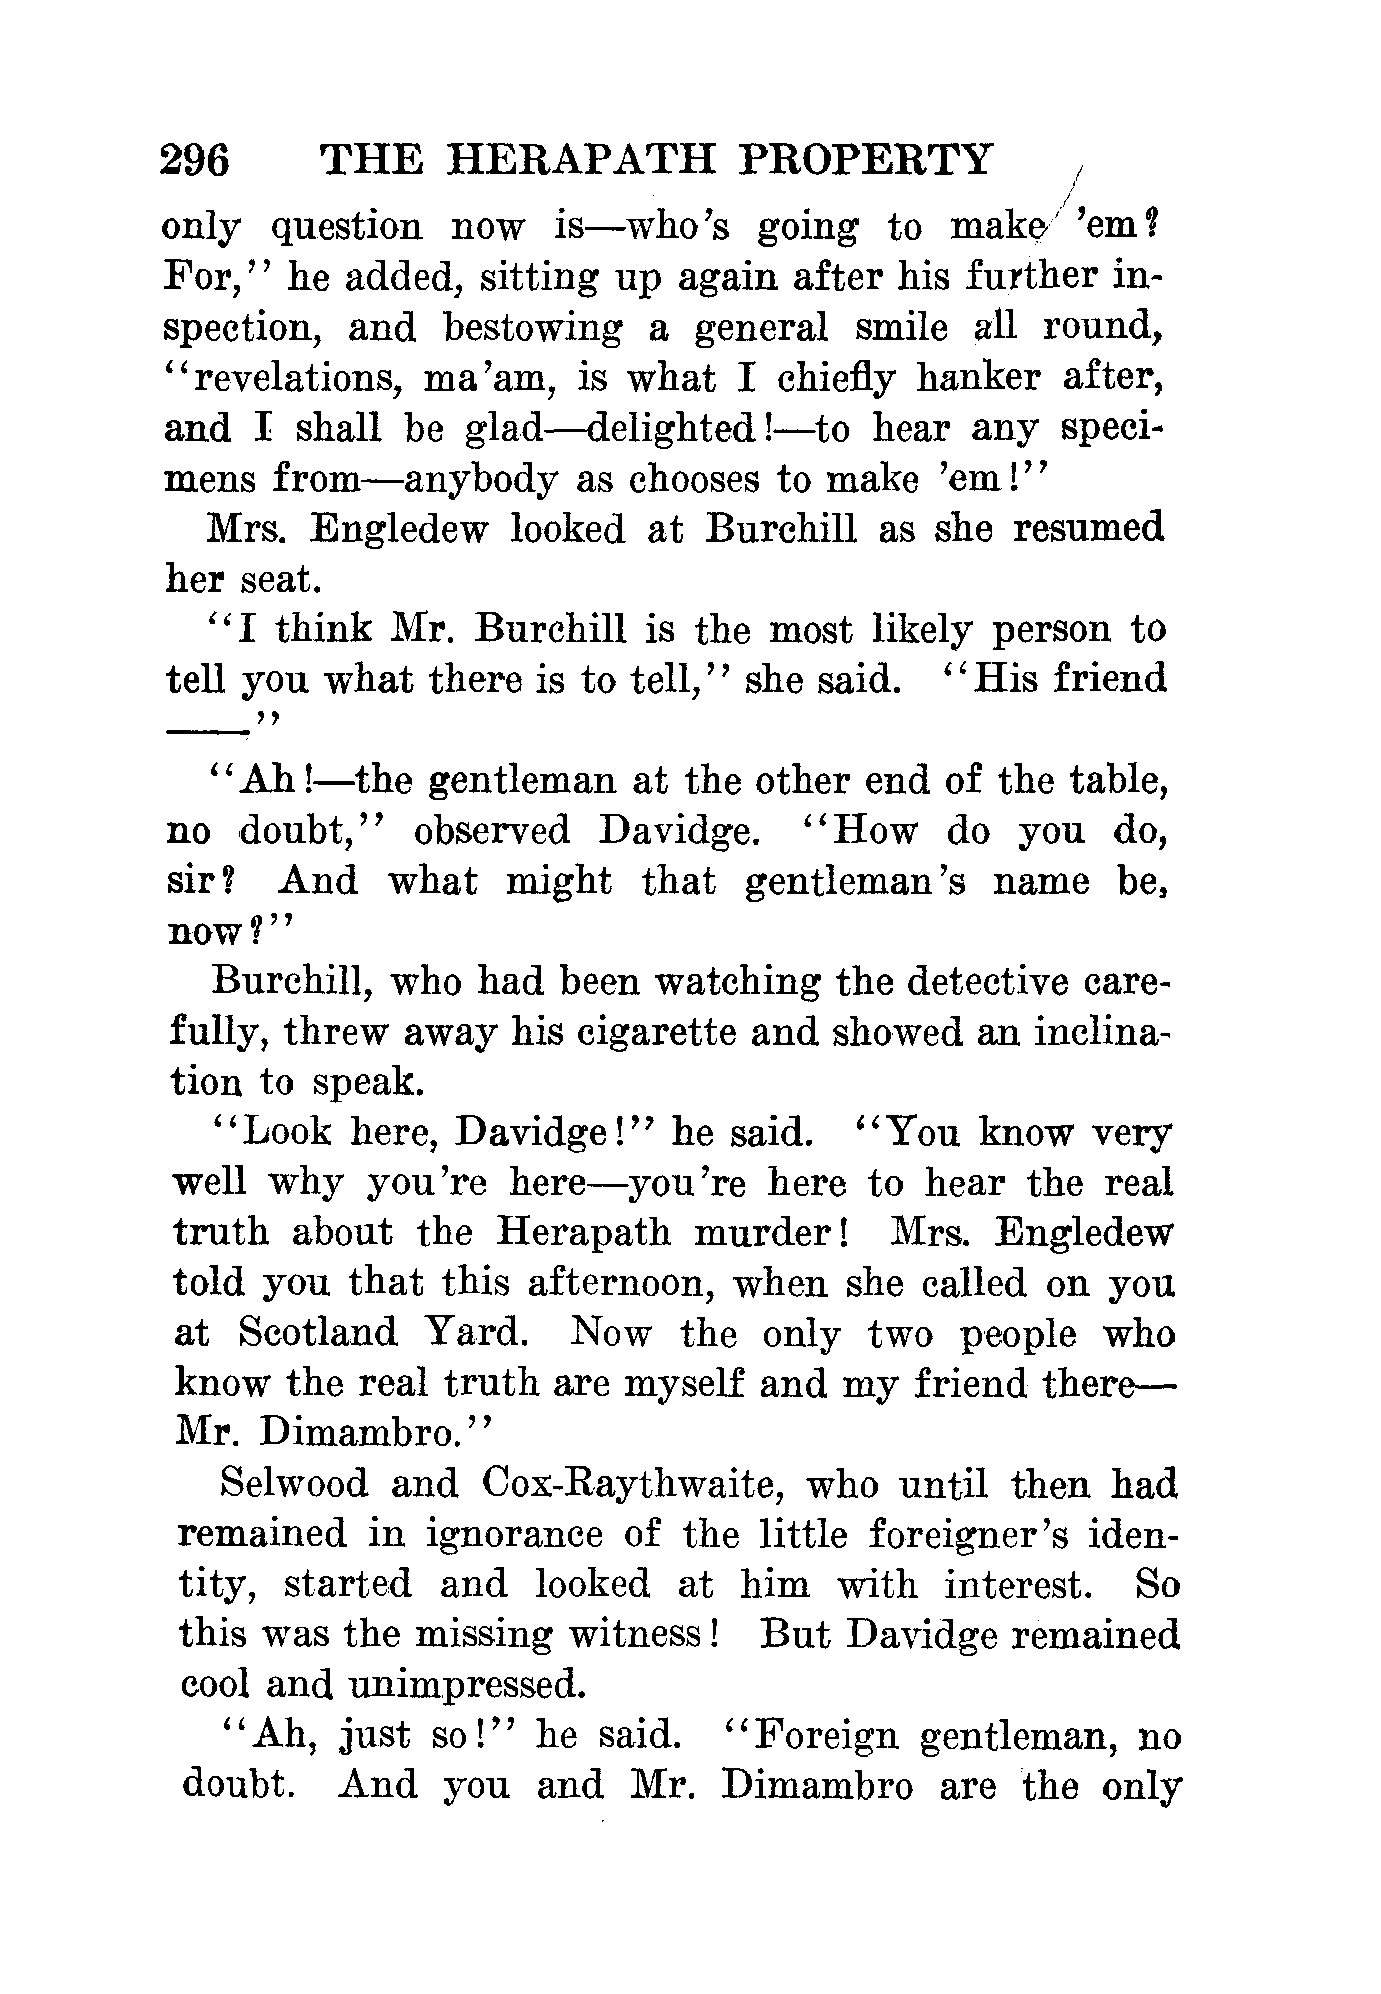 296 THE HERAPATH PROPERTY
only question now is—who's going to make 'em?
For,'' he added, sitting up again after his further in-
spection, and bestowing a general smile all round,
''revelations, ma'am, is what I chiefly hanker after,
and I shall be glad—delighted!—to hear any speci-
mens from—anybody as chooses to make 'em!''
Mrs. Engledew looked at Burchill as she resumed
her seat.
''I think Mr. Burchill is the most likely person to
tell you what there is to tell,'' she said. ''His friend
——''
''Ah!—the gentleman at the other end of the table,
no doubt,'' observed Davidge. ''How do you do,
sir? And what might that gentleman's name be,
now?''
Burchill, who had been watching the detective care-
fully, threw away his cigarette and showed an inclina-
tion to speak.
''Look here, Davidge!'' he said. ''You know very
well why you're here—you're here to hear the real
truth about the Herapath murder! Mrs. Engledew
told you that this afternoon, when she called on you
at Scotland Yard. Now the only two people who
know the real truth are myself and my friend there—
Mr. Dimambro.''
Selwood and Cox-Raythwaite, who until then had
remained in ignorance of the little foreigner's iden-
tity, started and looked at him with interest. So
this was the missing witness! But Davidge remained
cool and unimpressed.
''Ah, just so!'' he said. ''Foreign gentleman, no
doubt. And you and Mr. Dimambro are the only